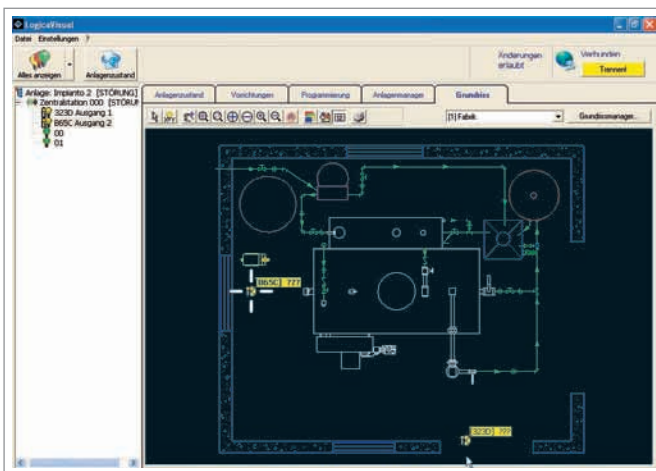 LogicaVisual
Datei Einstellungen ?
Alles anzeigen
Anlagenzustand
Änderungen erlaubt
Verbunden
Trennen!
Anlage: Impianto 2 [STÖRUNG]
Zentralstation 000 [STÖRUN
323D Ausgang 1
B65C Ausgang 2
00
01
Anlagenzustand
Vorrichtungen
Programmierung
Anlagenmanager
Grundriss
[1] Fabrik.
Grundrissmanager...
[B65C] ???
[323D] ???